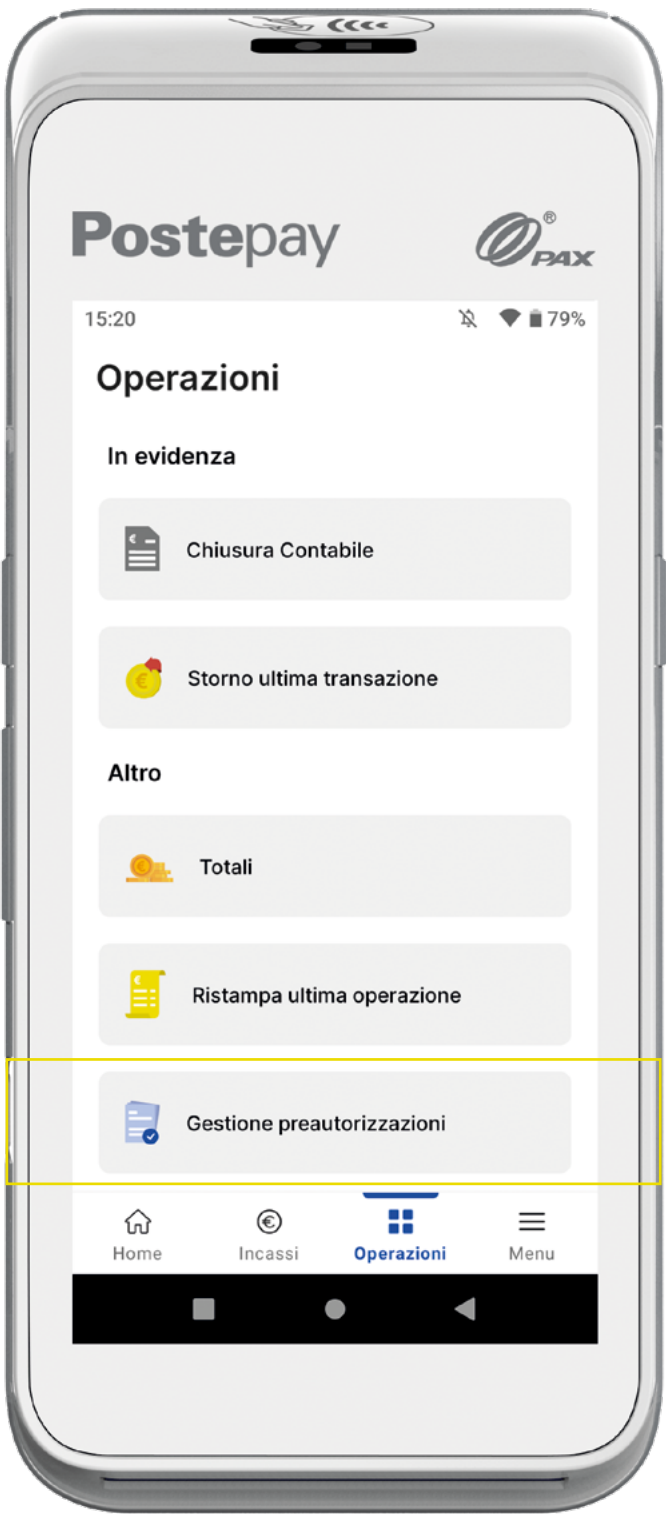 Postepay
® PAX
15:20
79%
Operazioni
In evidenza
Chiusura Contabile
Storno ultima transazione
Altro
Totali
Ristampa ultima operazione
Gestione preautorizzazioni
Home Incassi Operazioni Menu